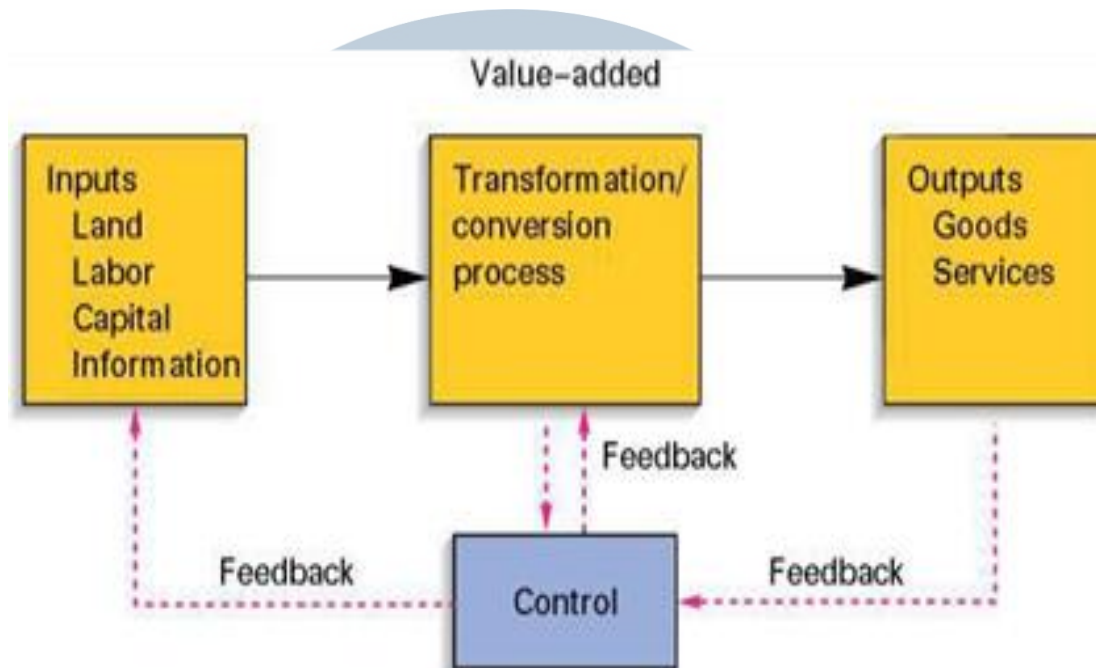 Value-added
Inputs
Land
Labor
Capital
Information
Transformation/
conversion
process
Outputs
Goods
Services
Feedback
Feedback
Control
Feedback